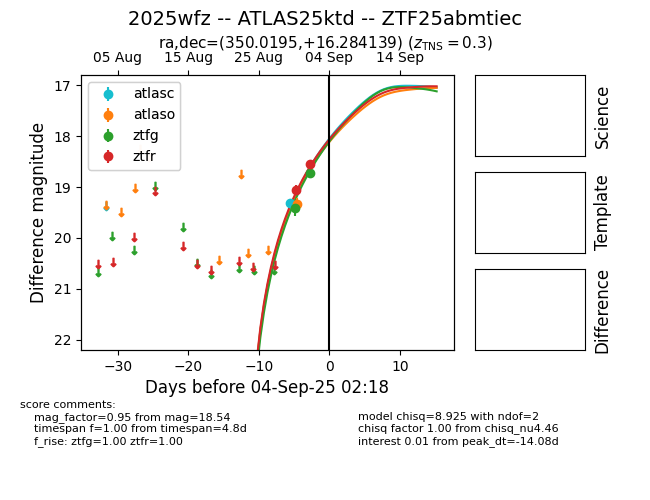 2025wfz -- ATLAS25ktd -- ZTF25abmtiec
ra,dec=(350.0195,+16.284139) (z_TNS = 0.3)
05 Aug 15 Aug 25 Aug 04 Sep 14 Sep
17
18
19
20
21
22
Difference magnitude
atlasc
atlaso
ztfg
ztfr
−30 −20 −10 0 10
Days before 04-Sep-25 02:18
Science
Template
Difference
score comments:
mag_factor=0.95 from mag=18.54
timespan f=1.00 from timespan=4.8d
f_rise: ztfg=1.00 ztfr=1.00
model chisq=8.925 with ndof=2
chisq factor 1.00 from chisq_nu4.46
interest 0.01 from peak_dt=-14.08d